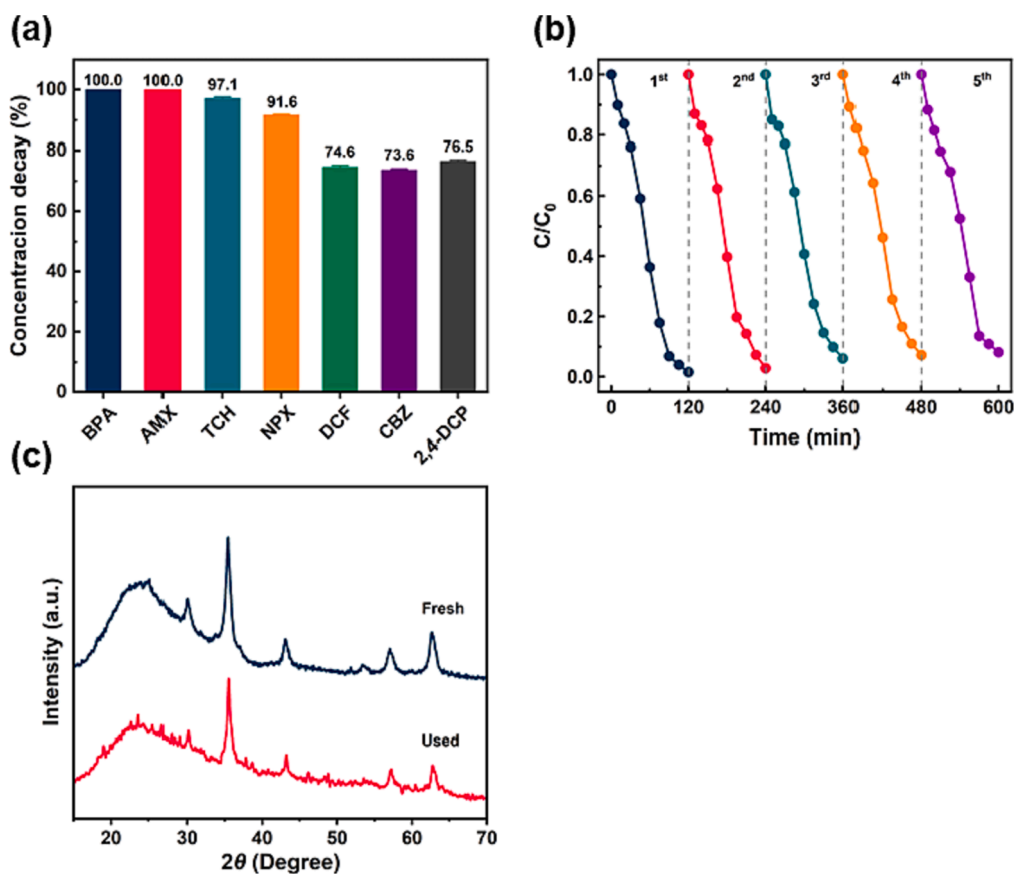 (a)
Concentracion decay (%)
100
80
60
40
20
0
100.0
100.0
97.1
91.6
74.6
73.6
76.5
BPA
AMX
TCH
NPX
DCF
CBZ
2,4-DCP
(b)
C/C0
1.0
0.8
0.6
0.4
0.2
0.0
1st
2nd
3rd
4th
5th
0 120 240 360 480 600
Time (min)
(c)
Intensity (a.u.)
Fresh
Used
20 30 40 50 60 70
2θ (Degree)